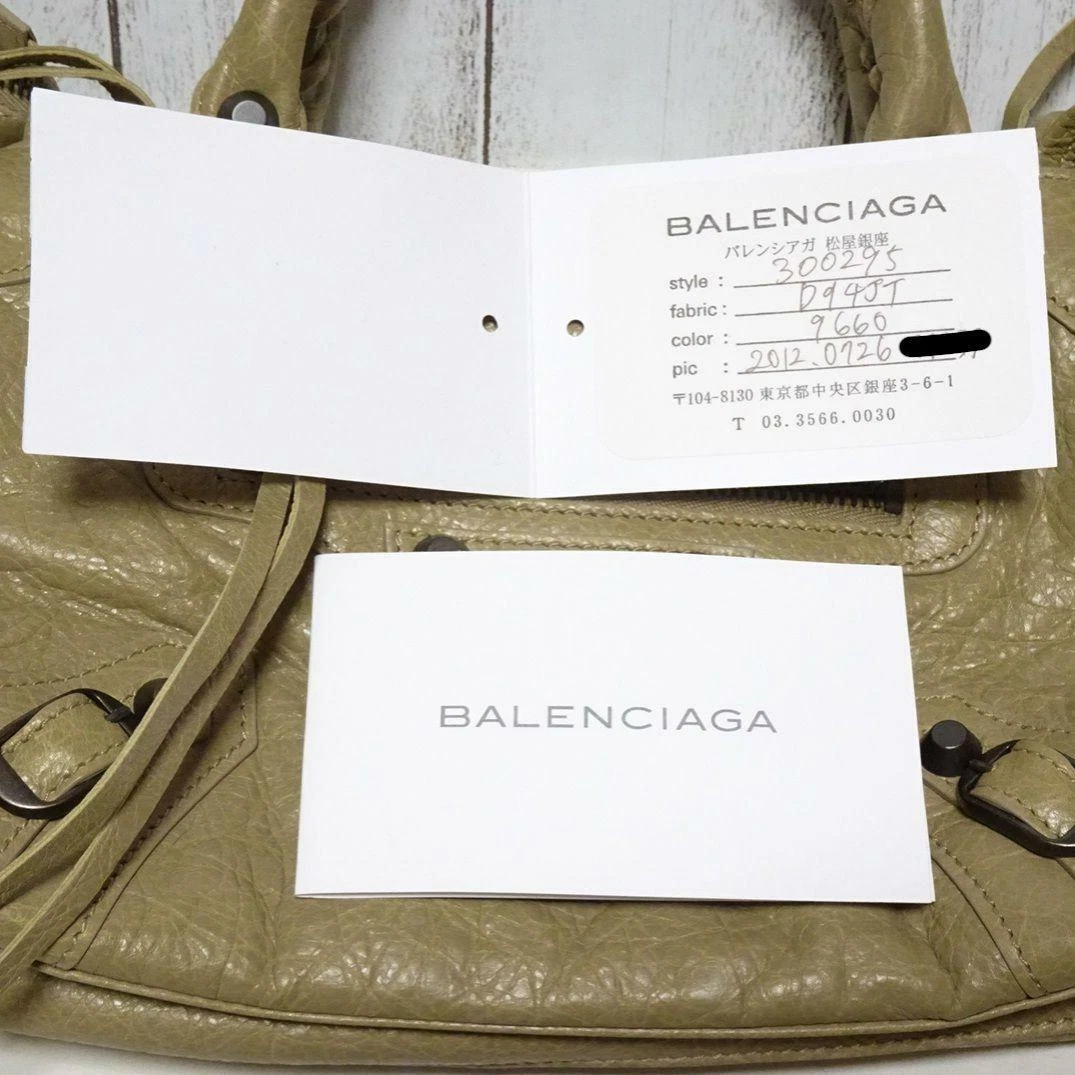 BALENCIAGA
バレンシアガ 松屋銀座
style : 300295
fabric : D94JT
color : 9660
pic : 2012.0726
〒104-8130 東京都中央区銀座3-6-1
T 03.3566.0030
BALENCIAGA